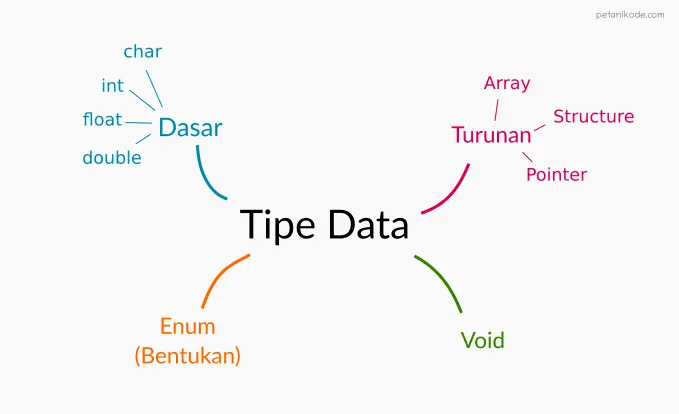 petanikode.com
char
int
float
double
Dasar
Array
Structure
Turunan
Pointer
Tipe Data
Enum
(Bentukan)
Void